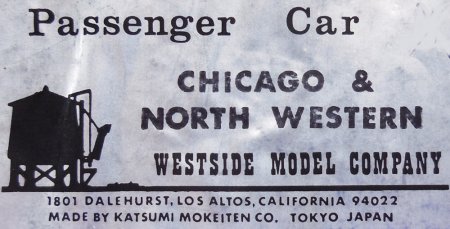 Passenger Car
CHICAGO &
NORTH WESTERN
WESTSIDE MODEL COMPANY
1801 DALEHURST, LOS ALTOS, CALIFORNIA 94022
MADE BY KATSUMI MOKEITEN CO. TOKYO JAPAN